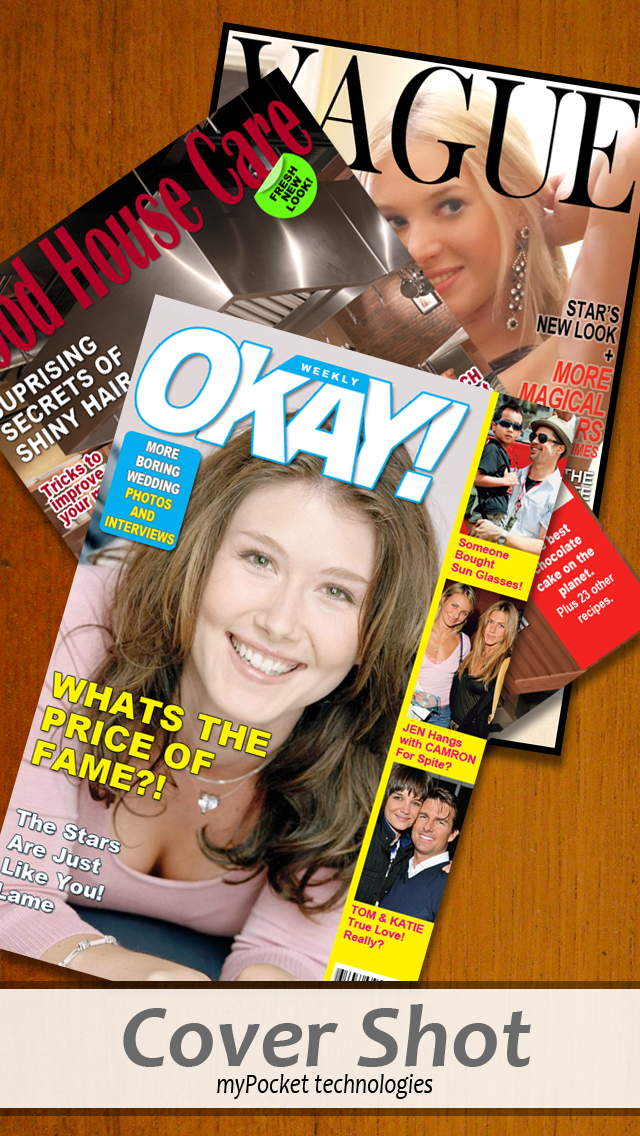 VAGUE
STAR'S
NEW LOOK
+
MORE
MAGICAL
RS
MES
THE
ood House Care
FRESH
NEW
LOOK!
UPRISING
SECRETS OF
SHINY HAIR
Tricks to
improve
your
best
chocolate
cake on the
planet.
Plus 23 other
recipes.
WEEKLY
OKAY!
MORE
BORING
WEDDING
PHOTOS
AND
INTERVIEWS
Someone
Bought
Sun Glasses!
JEN Hangs
with CAMRON
For Spite?
TOM & KATIE
True Love!
Really?
WHATS THE
PRICE OF
FAME?!
The Stars
Are Just
Like You!
Lame
Cover Shot
myPocket technologies